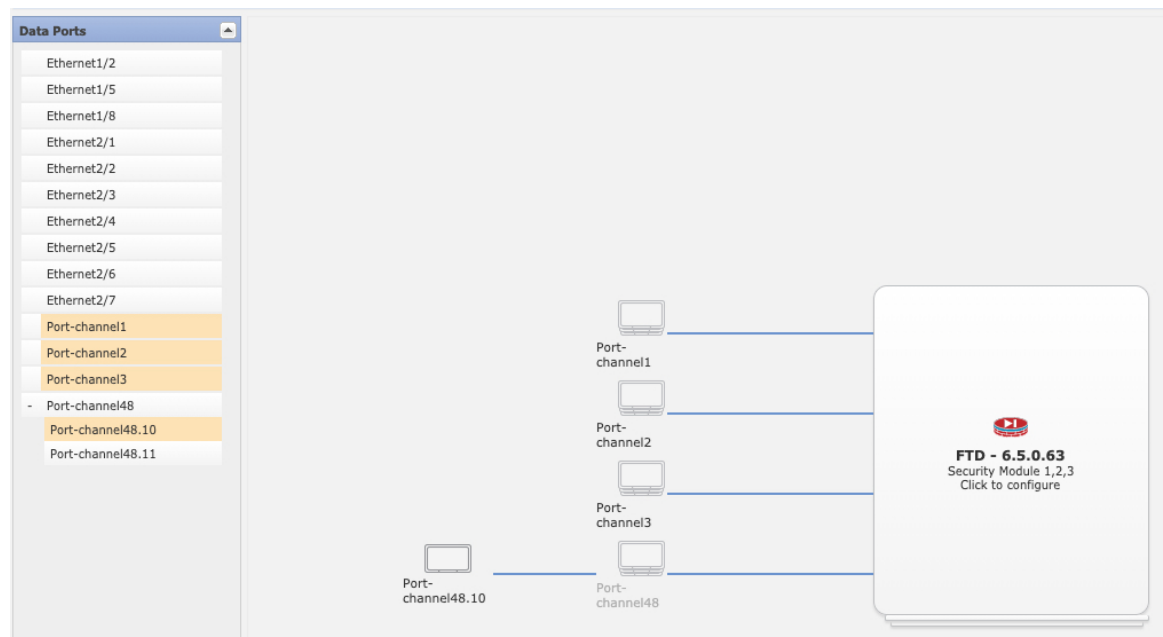 Data Ports
Ethernet1/2
Ethernet1/5
Ethernet1/8
Ethernet2/1
Ethernet2/2
Ethernet2/3
Ethernet2/4
Ethernet2/5
Ethernet2/6
Ethernet2/7
Port-channel1
Port-channel2
Port-channel3
- Port-channel48
Port-channel48.10
Port-channel48.11
Port-
channel1
Port-
channel2
Port-
channel3
Port-
channel48.10
Port-
channel48
FTD - 6.5.0.63
Security Module 1,2,3
Click to configure